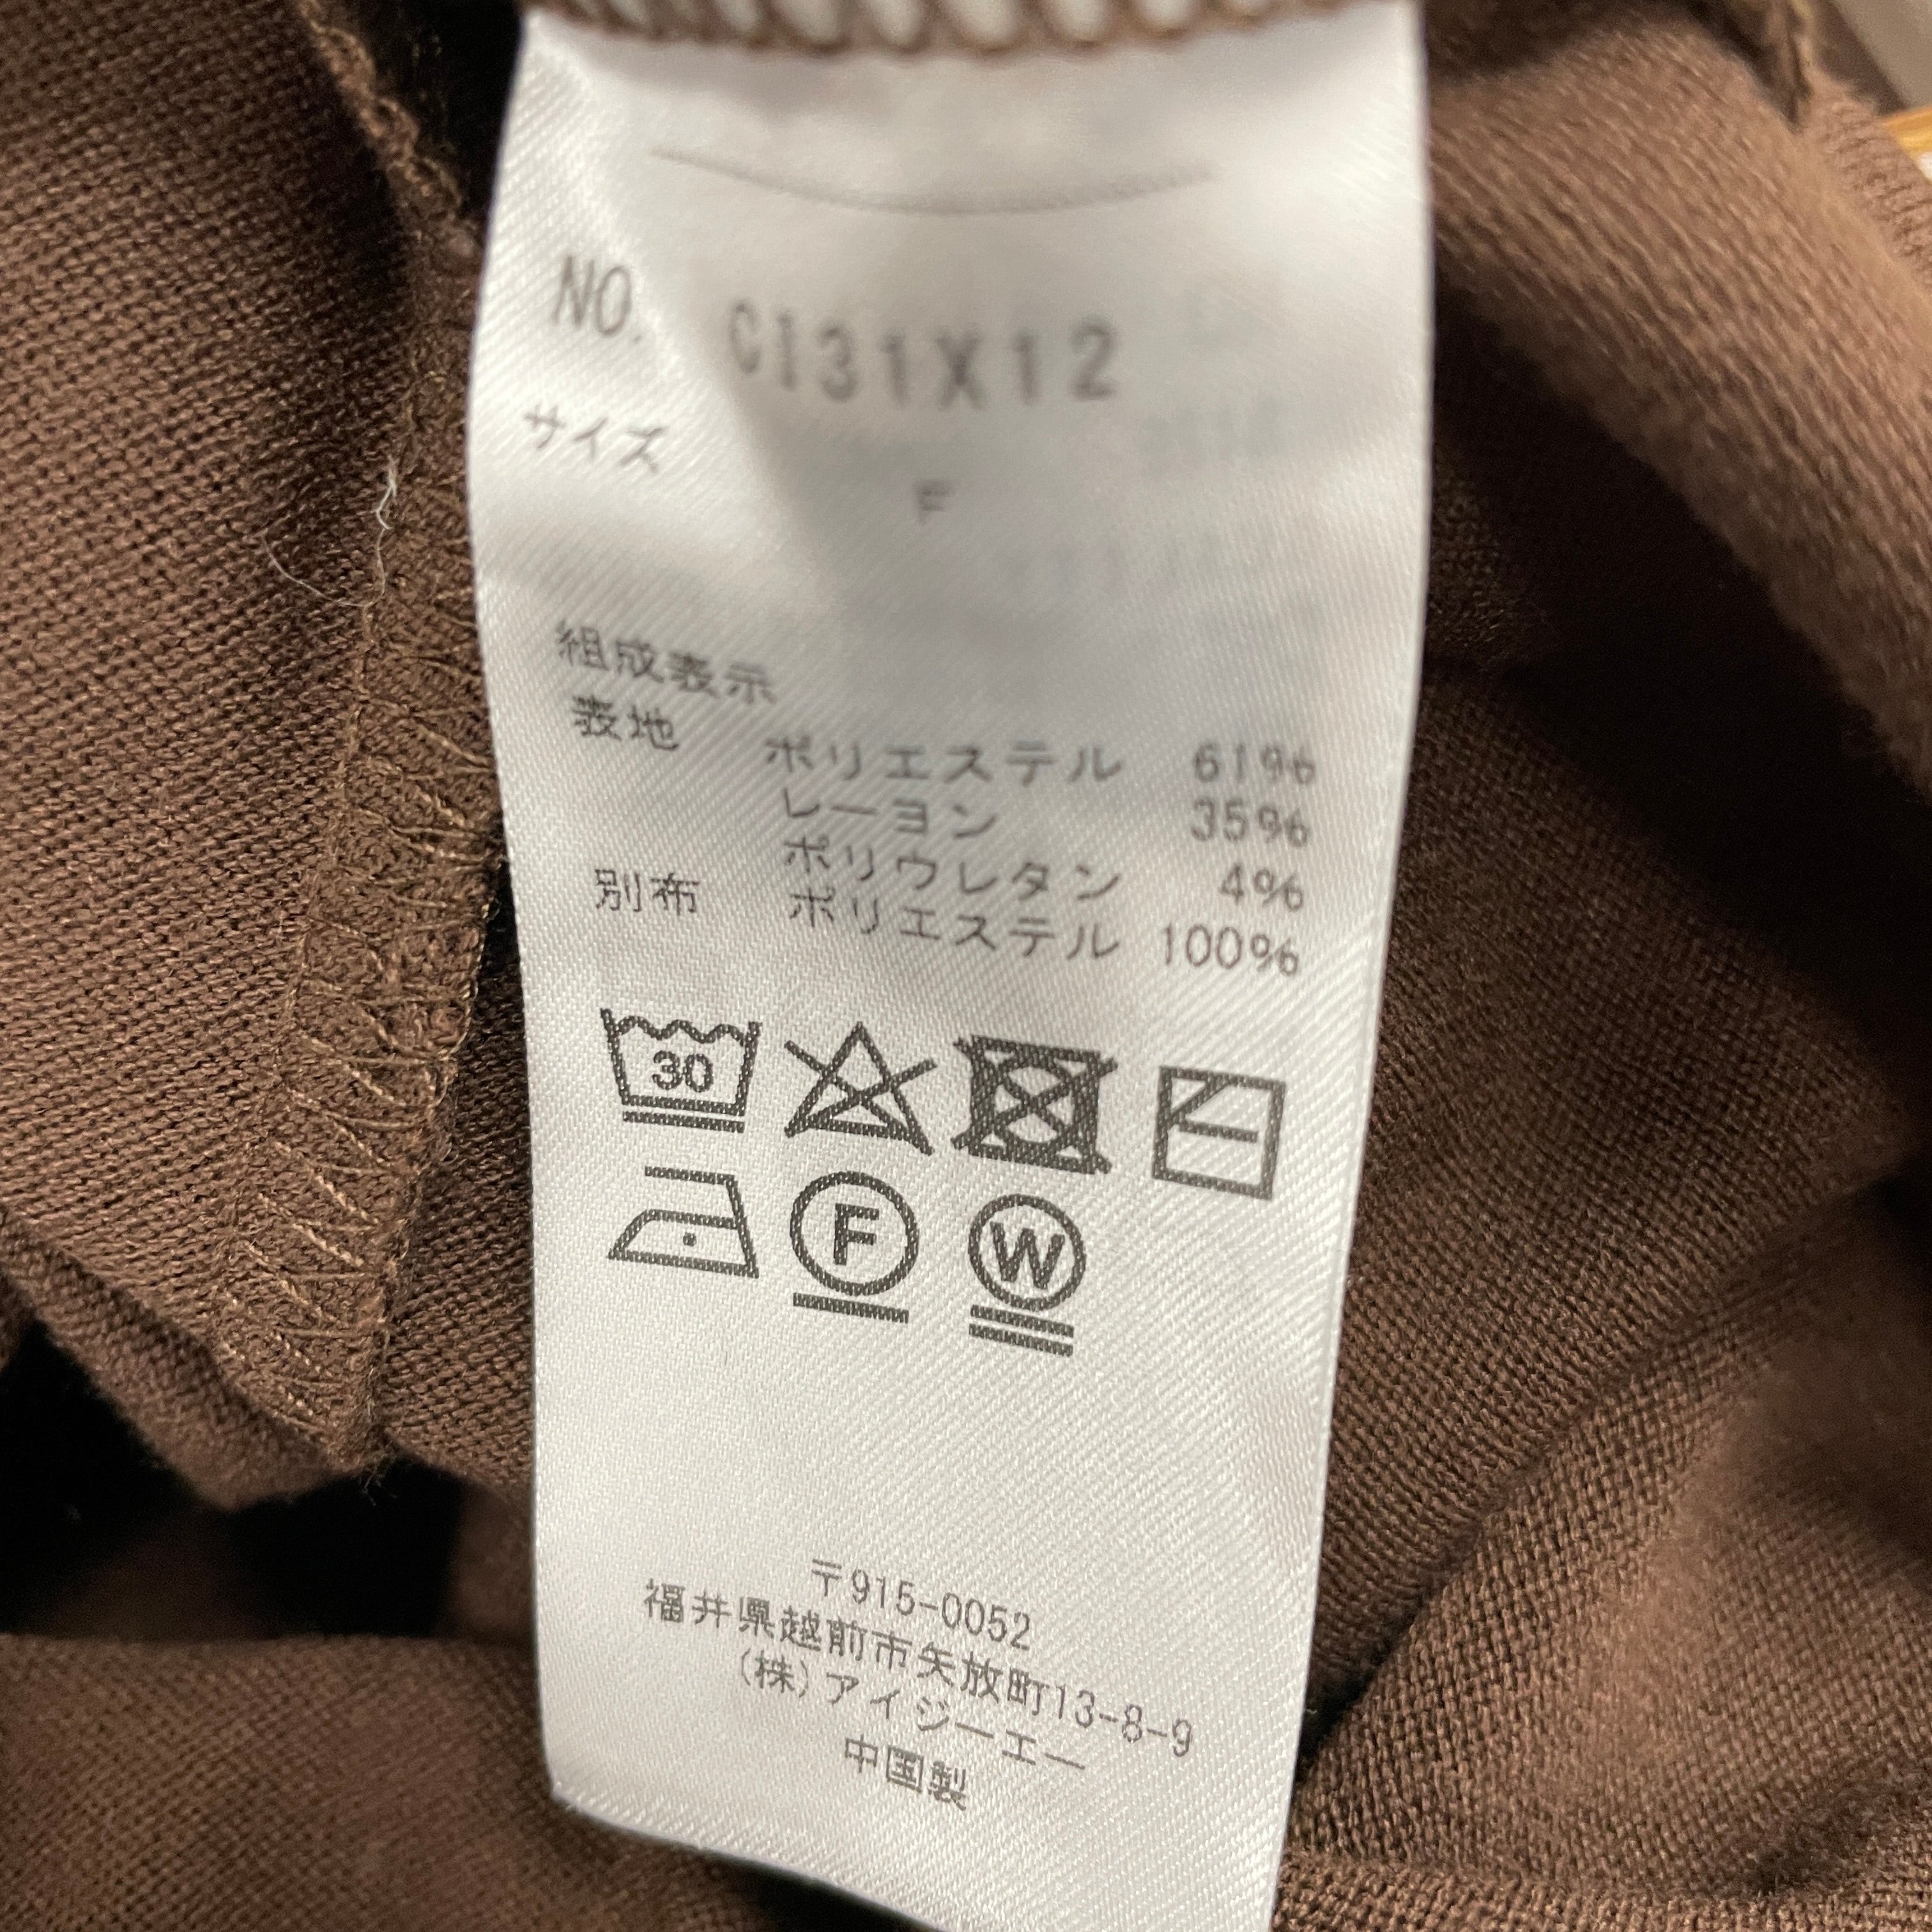 NO. C131X12
サイズ
F
組成表示
表地 ポリエステル 61%
レーヨン 35%
ポリウレタン 4%
別布 ポリエステル 100%
30
F W
〒915-0052
福井県越前市矢放町13-8-9
(株)アイジーエー
中国製